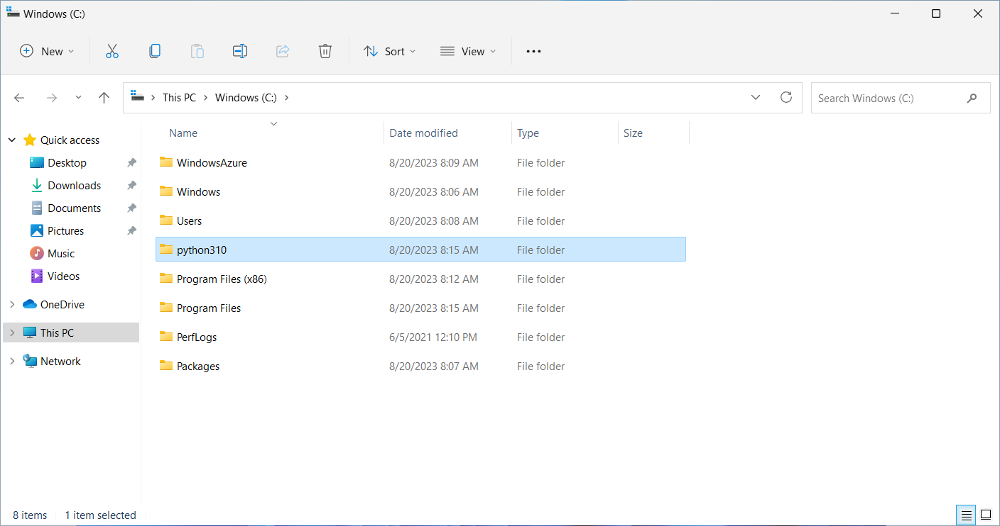 Windows (C:)
New Sort View
This PC Windows (C:) Search Windows (C:)
Name Date modified Type Size
Quick access
Desktop
Downloads
Documents
Pictures
Music
Videos
OneDrive
This PC
Network
WindowsAzure 8/20/2023 8:09 AM File folder
Windows 8/20/2023 8:06 AM File folder
Users 8/20/2023 8:08 AM File folder
python310 8/20/2023 8:15 AM File folder
Program Files (x86) 8/20/2023 8:12 AM File folder
Program Files 8/20/2023 8:15 AM File folder
PerfLogs 6/5/2021 12:10 PM File folder
Packages 8/20/2023 8:07 AM File folder
8 items 1 item selected